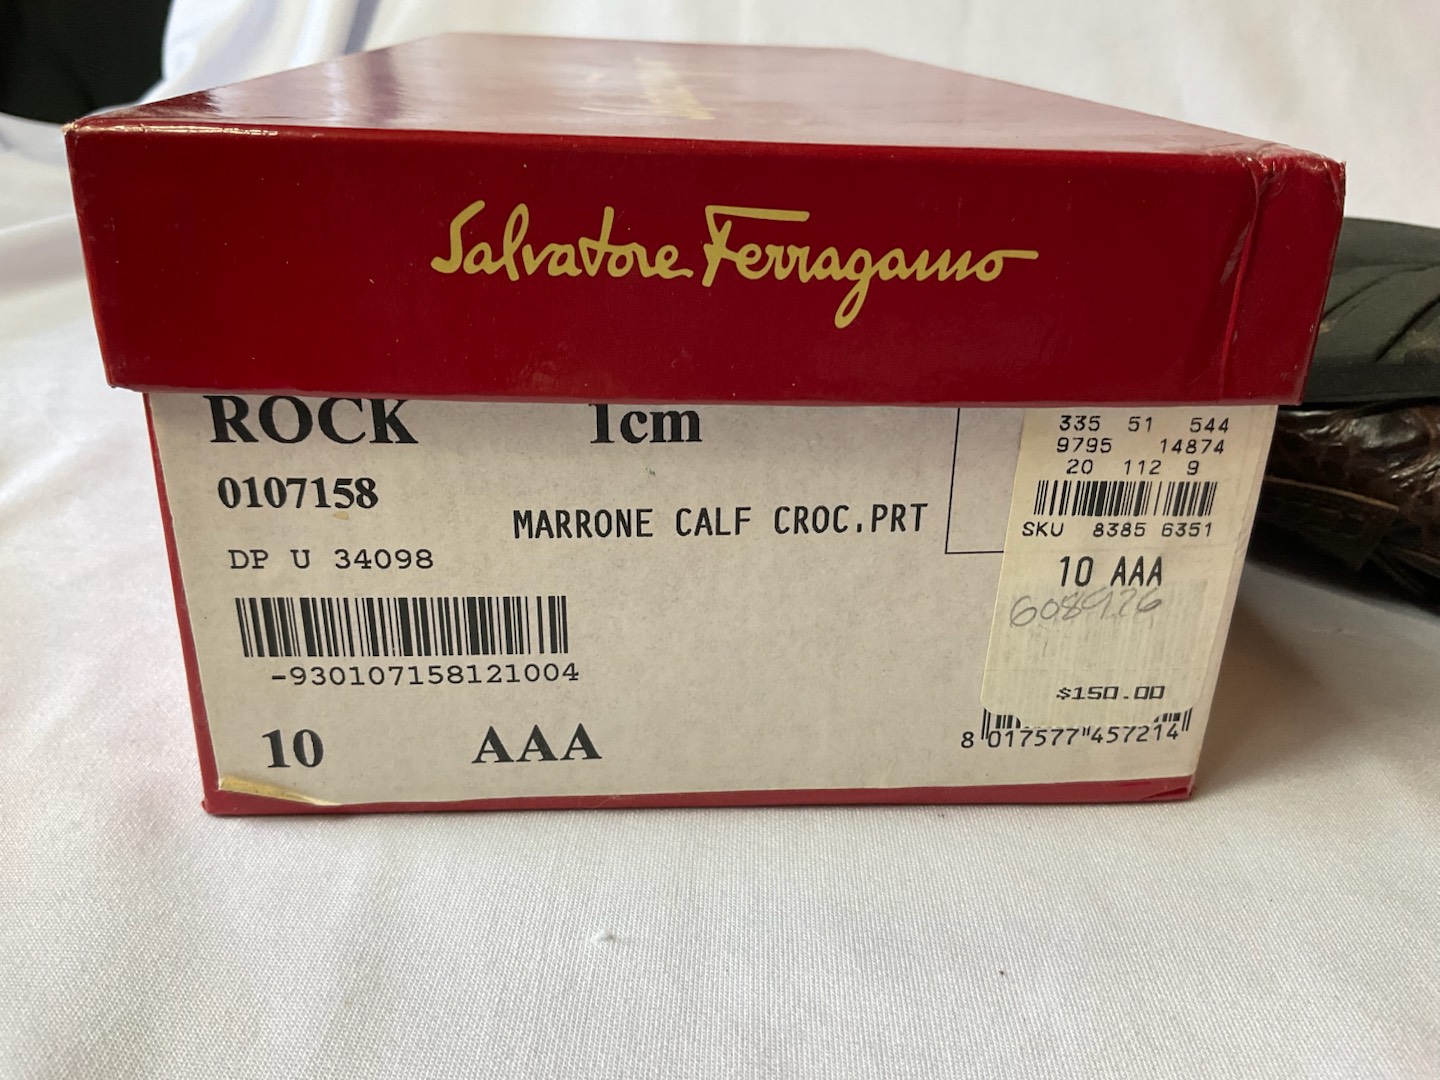 Salvatore Ferragamo
ROCK 1cm
0107158
MARRONE CALF CROC.PRT
DP U 34098
-930107158121004
10 AAA
335 51 544
9795 14874
20 112 9
SKU 8385 6351
10 AAA
608926
$150.00
8 017577"457214"